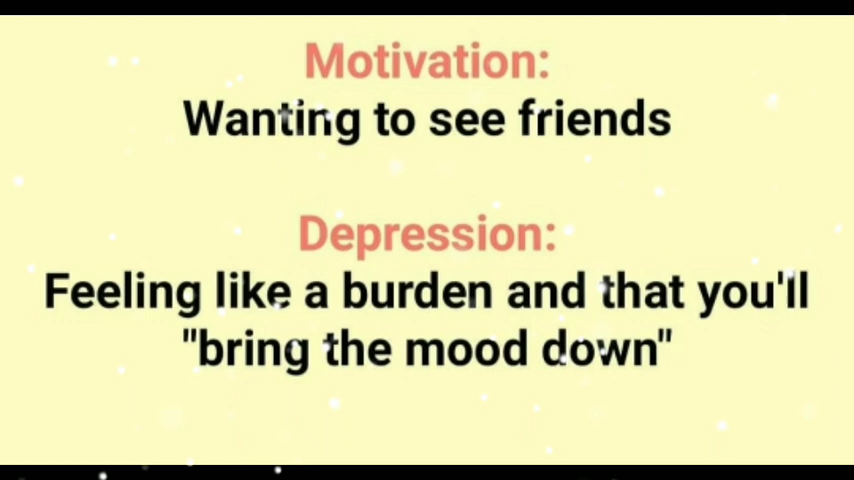 Motivation:
Wanting to see friends
Depression:
Feeling like a burden and that you'll
"bring the mood down"